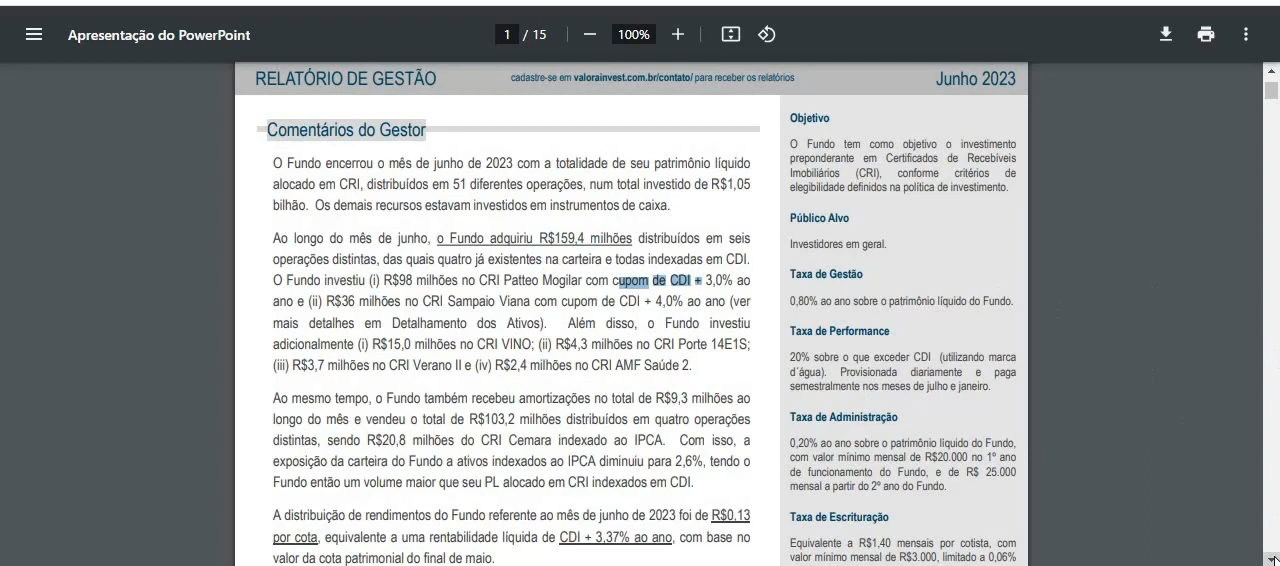 Apresentação do PowerPoint
1 / 15
100%
RELATÓRIO DE GESTÃO
cadastre-se em valorainvest.com.br/contato/ para receber os relatórios
Junho 2023
Comentários do Gestor
O Fundo encerrou o mês de junho de 2023 com a totalidade de seu patrimônio líquido
alocado em CRI, distribuídos em 51 diferentes operações, num total investido de R$1,05
bilhão. Os demais recursos estavam investidos em instrumentos de caixa.
Ao longo do mês de junho, o Fundo adquiriu R$159,4 milhões distribuídos em seis
operações distintas, das quais quatro já existentes na carteira e todas indexadas em CDI.
O Fundo investiu (i) R$98 milhões no CRI Patteo Mogilar com cupom de CDI + 3,0% ao
ano e (ii) R$36 milhões no CRI Sampaio Viana com cupom de CDI + 4,0% ao ano (ver
mais detalhes em Detalhamento dos Ativos). Além disso, o Fundo investiu
adicionalmente (i) R$15,0 milhões no CRI VINO; (ii) R$4,3 milhões no CRI Porte 14E1S;
(iii) R$3,7 milhões no CRI Verano II e (iv) R$2,4 milhões no CRI AMF Saúde 2.
Ao mesmo tempo, o Fundo também recebeu amortizações no total de R$9,3 milhões ao
longo do mês e vendeu o total de R$103,2 milhões distribuídos em quatro operações
distintas, sendo R$20,8 milhões do CRI Cemara indexado ao IPCA. Com isso, a
exposição da carteira do Fundo a ativos indexados ao IPCA diminuiu para 2,6%, tendo o
Fundo então um volume maior que seu PL alocado em CRI indexados em CDI.
A distribuição de rendimentos do Fundo referente ao mês de junho de 2023 foi de R$0,13
por cota, equivalente a uma rentabilidade líquida de CDI + 3,37% ao ano, com base no
valor da cota patrimonial do final de maio.
Objetivo
O Fundo tem como objetivo o investimento
preponderante em Certificados de Recebíveis
Imobiliários (CRI), conforme critérios de
elegibilidade definidos na política de investimento.
Público Alvo
Investidores em geral.
Taxa de Gestão
0,80% ao ano sobre o patrimônio líquido do Fundo.
Taxa de Performance
20% sobre o que exceder CDI (utilizando marca
d´água). Provisionada diariamente e paga
semestralmente nos meses de julho e janeiro.
Taxa de Administração
0,20% ao ano sobre o patrimônio líquido do Fundo,
com valor mínimo mensal de R$20.000 no 1º ano
de funcionamento do Fundo, e de R$ 25.000
mensal a partir do 2º ano do Fundo.
Taxa de Escrituração
Equivalente a R$1,40 mensais por cotista, com
valor mínimo mensal de R$3.000, limitado a 0,06%